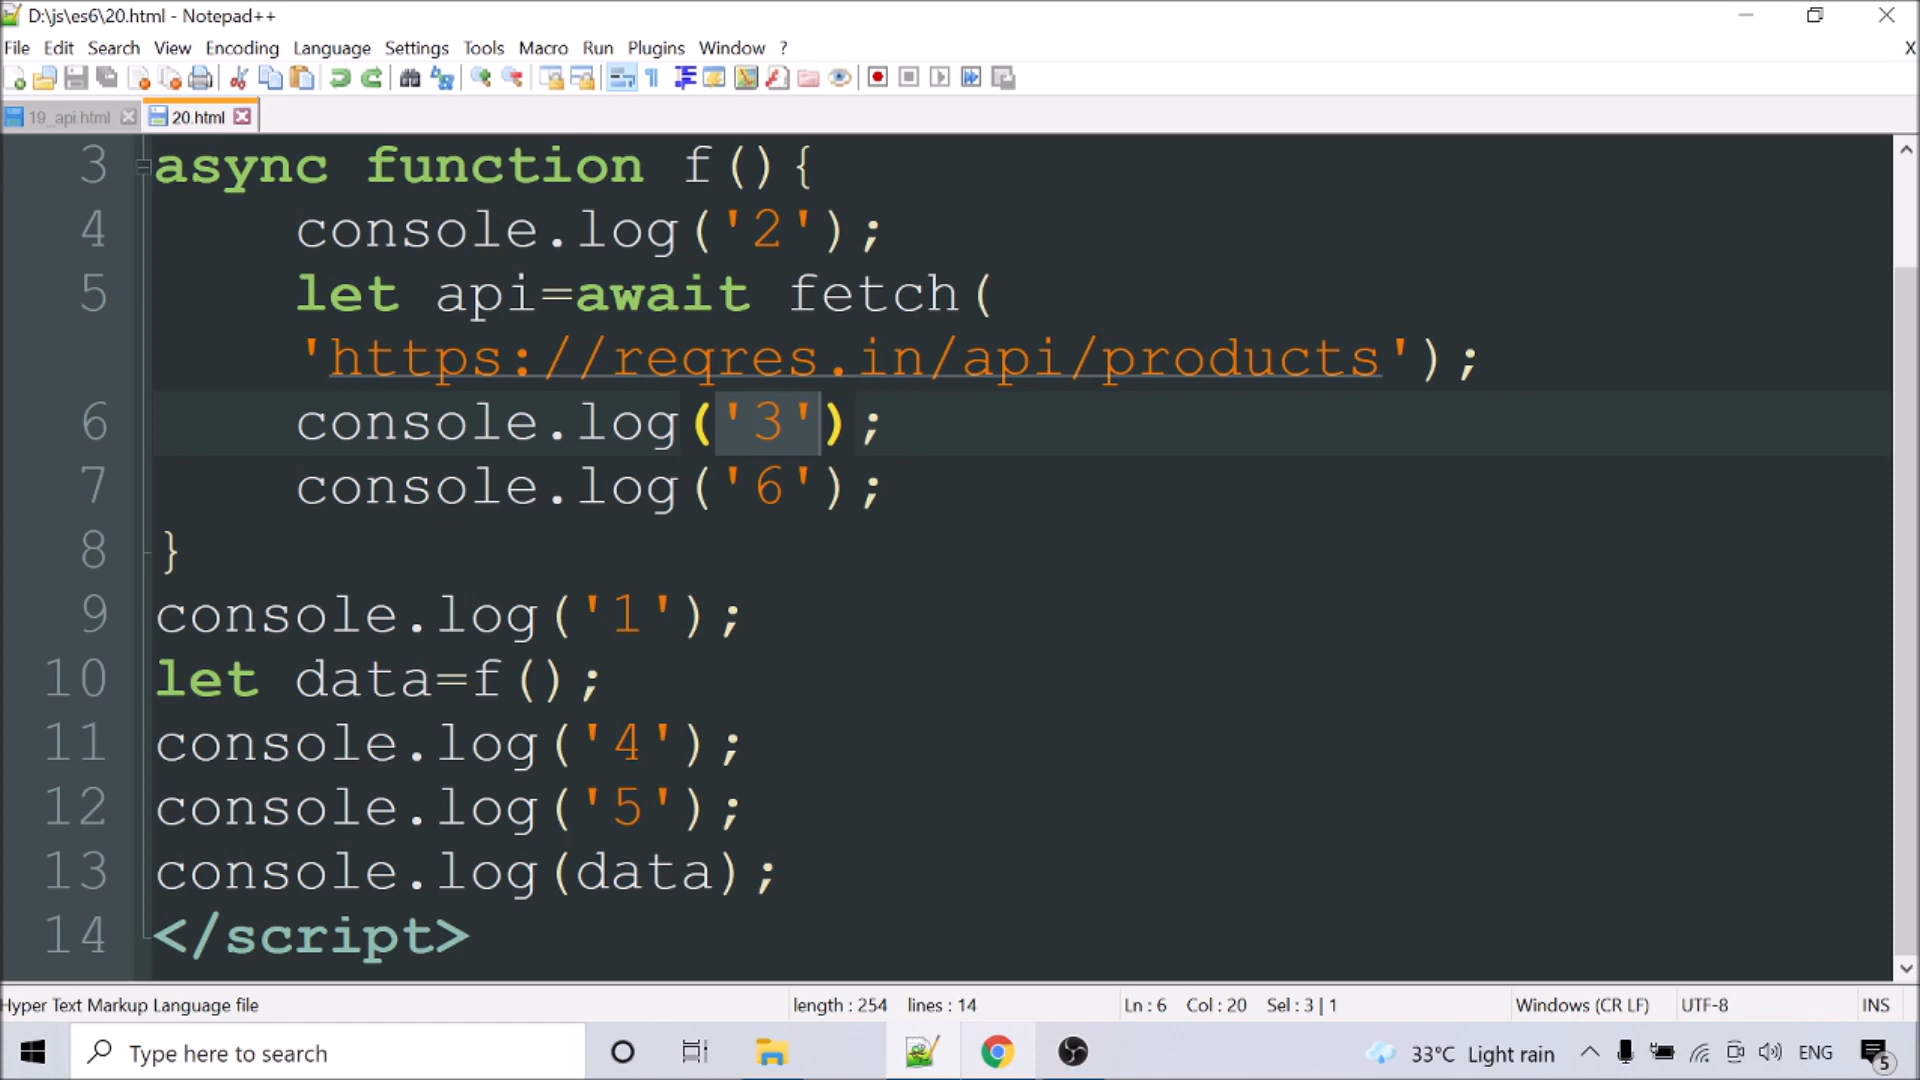 D:\js\es6\20.html - Notepad++
File Edit Search View Encoding Language Settings Tools Macro Run Plugins Window ? X
19_api.html 20.html
3 async function f(){
4 console.log('2');
5 let api=await fetch(
'https://reqres.in/api/products');
6 console.log('3');
7 console.log('6');
8 }
9 console.log('1');
10 let data=f();
11 console.log('4');
12 console.log('5');
13 console.log(data);
14 </script>
Hyper Text Markup Language file length : 254 lines : 14 Ln : 6 Col : 20 Sel : 3 | 1 Windows (CR LF) UTF-8 INS
Type here to search 33°C Light rain ENG 5